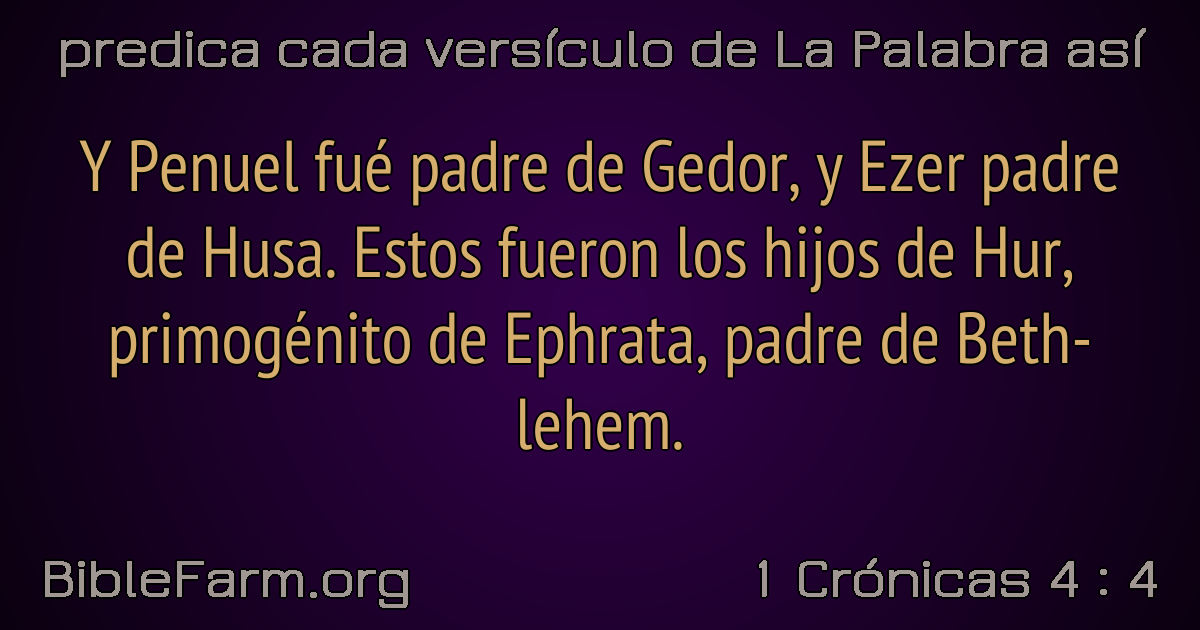 predica cada versículo de La Palabra así
Y Penuel fué padre de Gedor, y Ezer padre
de Husa. Estos fueron los hijos de Hur,
primogénito de Ephrata, padre de Beth-
lehem.
BibleFarm.org
1 Crónicas 4 : 4